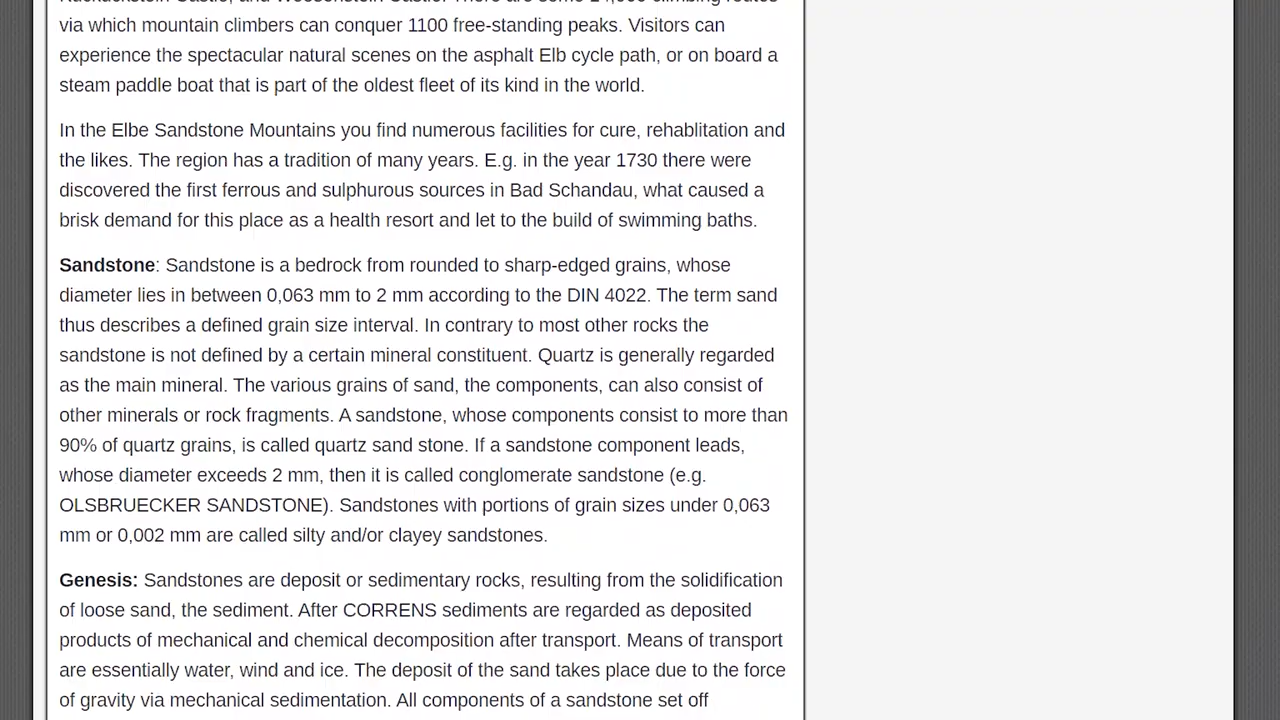 via which mountain climbers can conquer 1100 free-standing peaks. Visitors can
experience the spectacular natural scenes on the asphalt Elb cycle path, or on board a
steam paddle boat that is part of the oldest fleet of its kind in the world.
In the Elbe Sandstone Mountains you find numerous facilities for cure, rehablitation and
the likes. The region has a tradition of many years. E.g. in the year 1730 there were
discovered the first ferrous and sulphurous sources in Bad Schandau, what caused a
brisk demand for this place as a health resort and let to the build of swimming baths.
Sandstone: Sandstone is a bedrock from rounded to sharp-edged grains, whose
diameter lies in between 0,063 mm to 2 mm according to the DIN 4022. The term sand
thus describes a defined grain size interval. In contrary to most other rocks the
sandstone is not defined by a certain mineral constituent. Quartz is generally regarded
as the main mineral. The various grains of sand, the components, can also consist of
other minerals or rock fragments. A sandstone, whose components consist to more than
90% of quartz grains, is called quartz sand stone. If a sandstone component leads,
whose diameter exceeds 2 mm, then it is called conglomerate sandstone (e.g.
OLSBRUECKER SANDSTONE). Sandstones with portions of grain sizes under 0,063
mm or 0,002 mm are called silty and/or clayey sandstones.
Genesis: Sandstones are deposit or sedimentary rocks, resulting from the solidification
of loose sand, the sediment. After CORRENS sediments are regarded as deposited
products of mechanical and chemical decomposition after transport. Means of transport
are essentially water, wind and ice. The deposit of the sand takes place due to the force
of gravity via mechanical sedimentation. All components of a sandstone set off